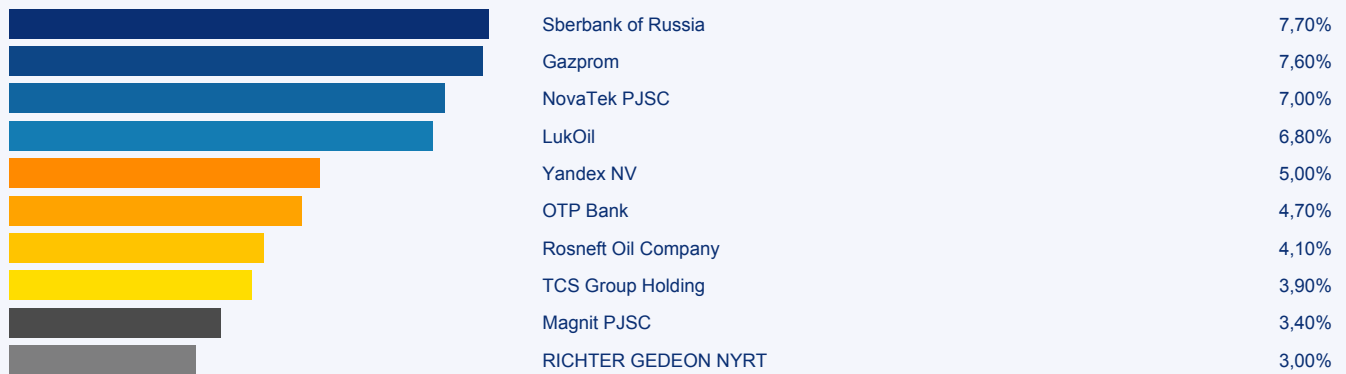 Sberbank of Russia 7,70%
Gazprom 7,60%
NovaTek PJSC 7,00%
LukOil 6,80%
Yandex NV 5,00%
OTP Bank 4,70%
Rosneft Oil Company 4,10%
TCS Group Holding 3,90%
Magnit PJSC 3,40%
RICHTER GEDEON NYRT 3,00%